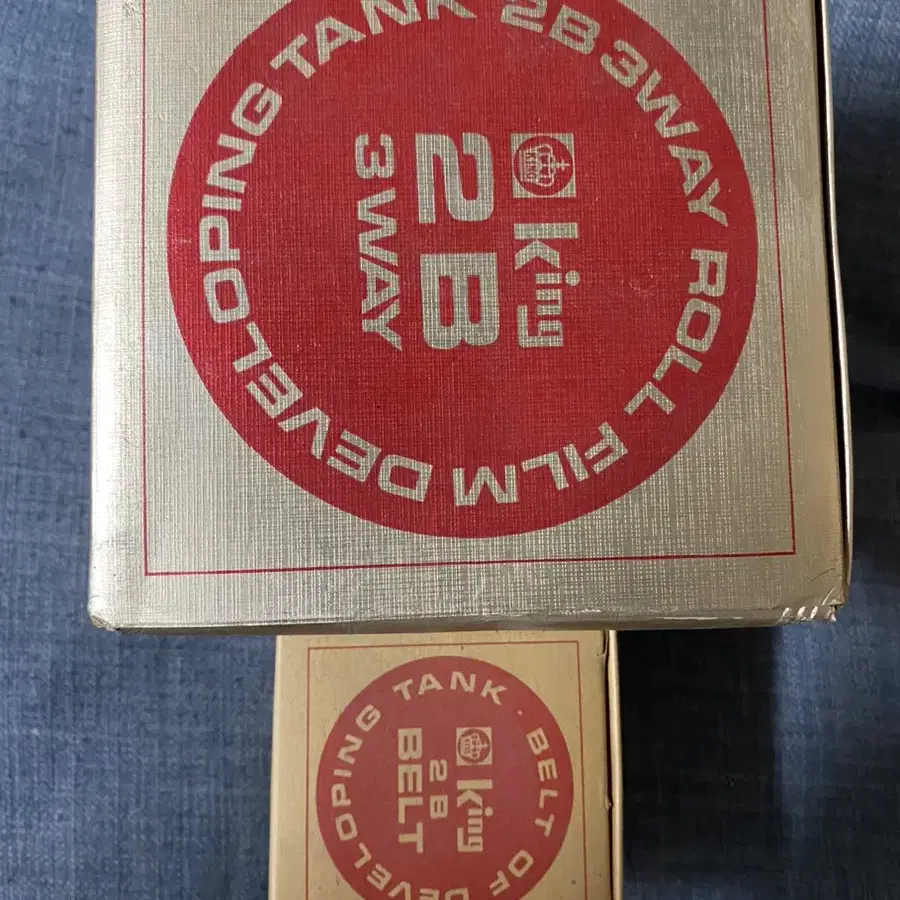 2B 3WAY ROLL FILM DEVELOPING TANK
King
2B
3WAY
BELT OF DEVELOPING TANK ·
King
2B
BELT